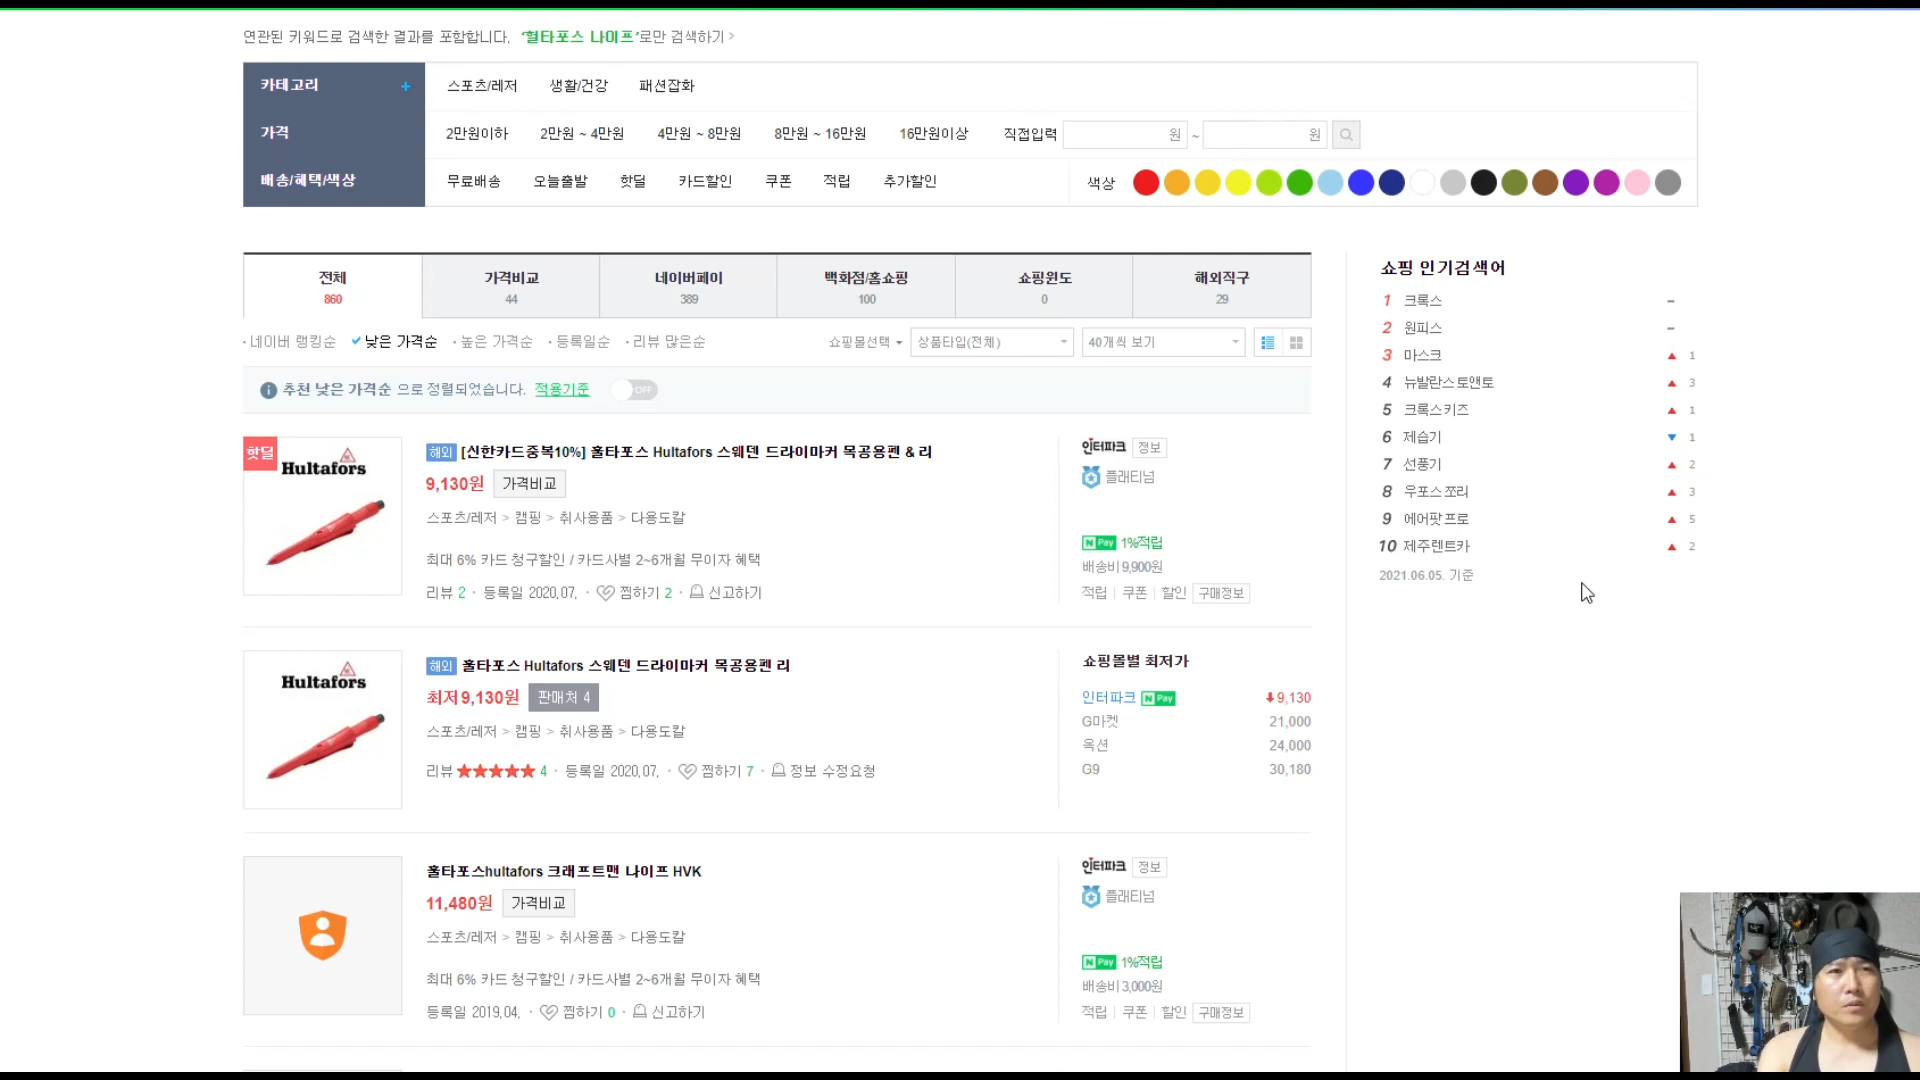 연관된 키워드로 검색한 결과를 포함합니다. '헐타포스 나이프'로만 검색하기 >
카테고리 +
스포츠/레저 생활/건강 패션잡화
가격
2만원이하 2만원 ~ 4만원 4만원 ~ 8만원 8만원 ~ 16만원 16만원이상 직접입력 원 ~ 원
배송/혜택/색상
무료배송 오늘출발 핫딜 카드할인 쿠폰 적립 추가할인 색상
전체 860
가격비교 44
네이버페이 389
백화점/홈쇼핑 100
쇼핑윈도 0
해외직구 29
· 네이버 랭킹순 낮은 가격순 · 높은 가격순 · 등록일순 · 리뷰 많은순
쇼핑몰선택 상품타입(전체) 40개씩 보기
추천 낮은 가격순 으로 정렬되었습니다. 적용기준 OFF
핫딜
Hultafors
해외 [신한카드중복10%] 홀타포스 Hultafors 스웨덴 드라이마커 목공용펜 & 리
9,130원 가격비교
스포츠/레저 > 캠핑 > 취사용품 > 다용도칼
최대 6% 카드 청구할인 / 카드사별 2~6개월 무이자 혜택
리뷰 2 · 등록일 2020.07. · 찜하기 2 · 신고하기
인터파크 정보
플래티넘
N Pay 1%적립
배송비 9,900원
적립 쿠폰 할인 구매정보
Hultafors
해외 홀타포스 Hultafors 스웨덴 드라이마커 목공용펜 리
최저 9,130원 판매처 4
스포츠/레저 > 캠핑 > 취사용품 > 다용도칼
리뷰 ★★★★★ 4 · 등록일 2020.07. · 찜하기 7 · 정보 수정요청
쇼핑몰별 최저가
인터파크 N Pay 9,130
G마켓 21,000
옥션 24,000
G9 30,180
홀타포스hultafors 크래프트맨 나이프 HVK
11,480원 가격비교
스포츠/레저 > 캠핑 > 취사용품 > 다용도칼
최대 6% 카드 청구할인 / 카드사별 2~6개월 무이자 혜택
등록일 2019.04. · 찜하기 0 · 신고하기
인터파크 정보
플래티넘
N Pay 1%적립
배송비 3,000원
적립 쿠폰 할인 구매정보
쇼핑 인기검색어
1 크록스 –
2 원피스 –
3 마스크 ▲ 1
4 뉴발란스토앤토 ▲ 3
5 크록스키즈 ▲ 1
6 제습기 ▼ 1
7 선풍기 ▲ 2
8 우포스쪼리 ▲ 3
9 에어팟프로 ▲ 5
10 제주렌트카 ▲ 2
2021.06.05. 기준